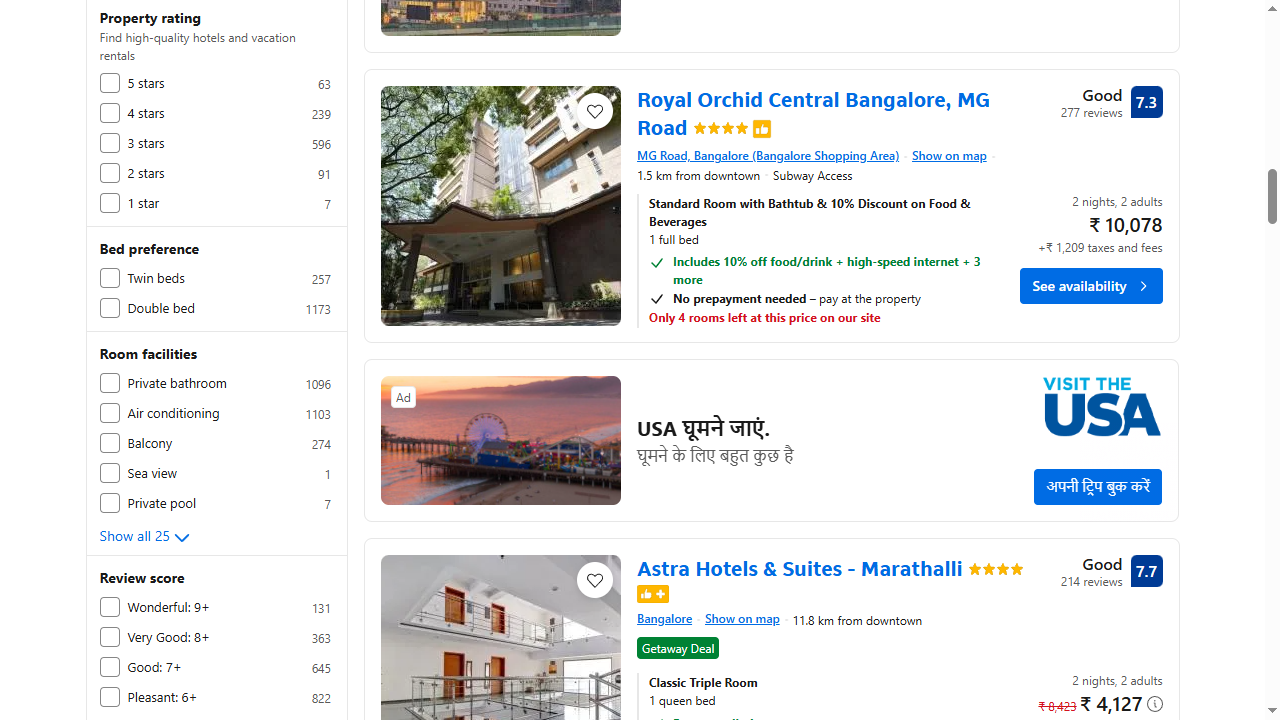 Property rating
Find high-quality hotels and vacation
rentals
5 stars 63
4 stars 239
3 stars 596
2 stars 91
1 star 7
Bed preference
Twin beds 257
Double bed 1173
Room facilities
Private bathroom 1096
Air conditioning 1103
Balcony 274
Sea view 1
Private pool 7
Show all 25
Review score
Wonderful: 9+ 131
Very Good: 8+ 363
Good: 7+ 645
Pleasant: 6+ 822
Royal Orchid Central Bangalore, MG
Road
Good 7.3
277 reviews
MG Road, Bangalore (Bangalore Shopping Area) Show on map
1.5 km from downtown Subway Access
Standard Room with Bathtub & 10% Discount on Food &
Beverages
1 full bed
Includes 10% off food/drink + high-speed internet + 3
more
No prepayment needed – pay at the property
Only 4 rooms left at this price on our site
2 nights, 2 adults
₹ 10,078
+₹ 1,209 taxes and fees
See availability
Ad
USA घूमने जाएं.
घूमने के लिए बहुत कुछ है
VISIT THE
USA
अपनी ट्रिप बुक करें
Astra Hotels & Suites - Marathalli
Good 7.7
214 reviews
Bangalore Show on map 11.8 km from downtown
Getaway Deal
Classic Triple Room
1 queen bed
2 nights, 2 adults
₹ 8,423 ₹ 4,127